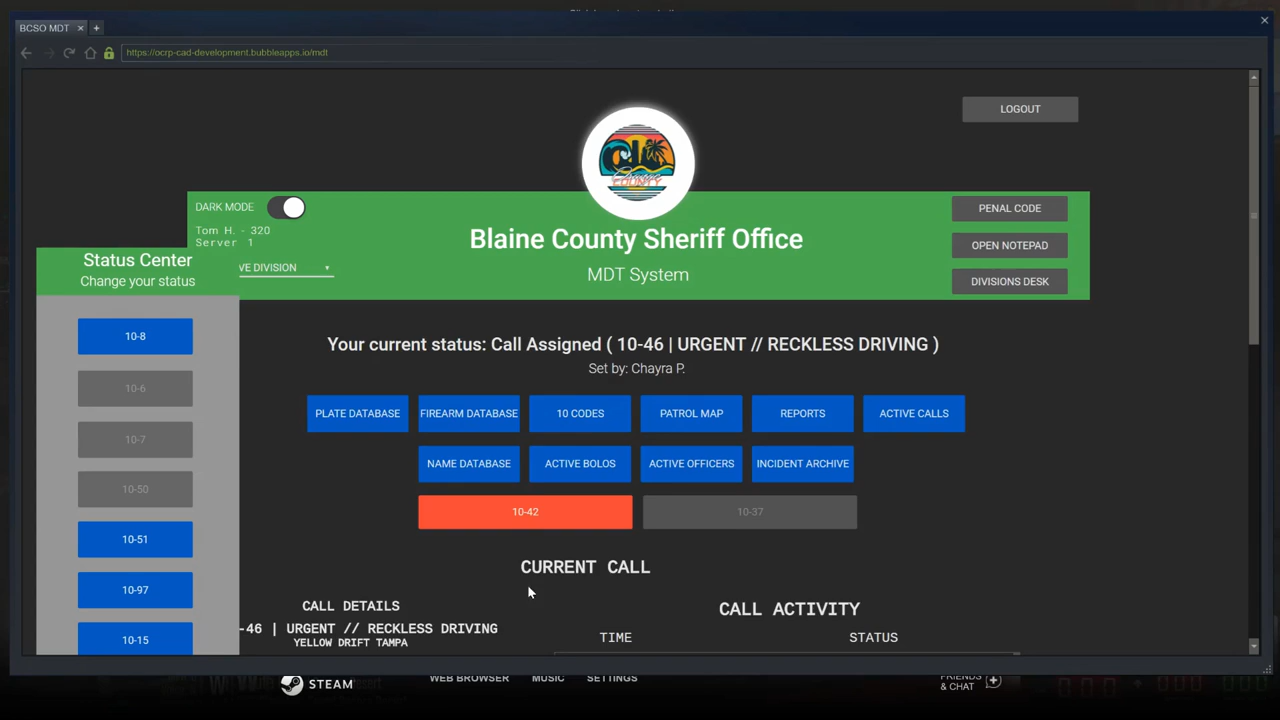 BCSO MDT
https://ocrp-cad-development.bubbleapps.io/mdt
LOGOUT
DARK MODE
Tom H. - 320
Server 1
VE DIVISION
Blaine County Sheriff Office
MDT System
PENAL CODE
OPEN NOTEPAD
DIVISIONS DESK
Status Center
Change your status
10-8
10-6
10-7
10-50
10-51
10-97
10-15
Your current status: Call Assigned ( 10-46 | URGENT // RECKLESS DRIVING )
Set by: Chayra P.
PLATE DATABASE
FIREARM DATABASE
10 CODES
PATROL MAP
REPORTS
ACTIVE CALLS
NAME DATABASE
ACTIVE BOLOS
ACTIVE OFFICERS
INCIDENT ARCHIVE
10-42
10-37
CURRENT CALL
CALL DETAILS
-46 | URGENT // RECKLESS DRIVING
YELLOW DRIFT TAMPA
CALL ACTIVITY
TIME
STATUS
STEAM
WEB BROWSER
MUSIC
SETTINGS
FRIENDS
& CHAT